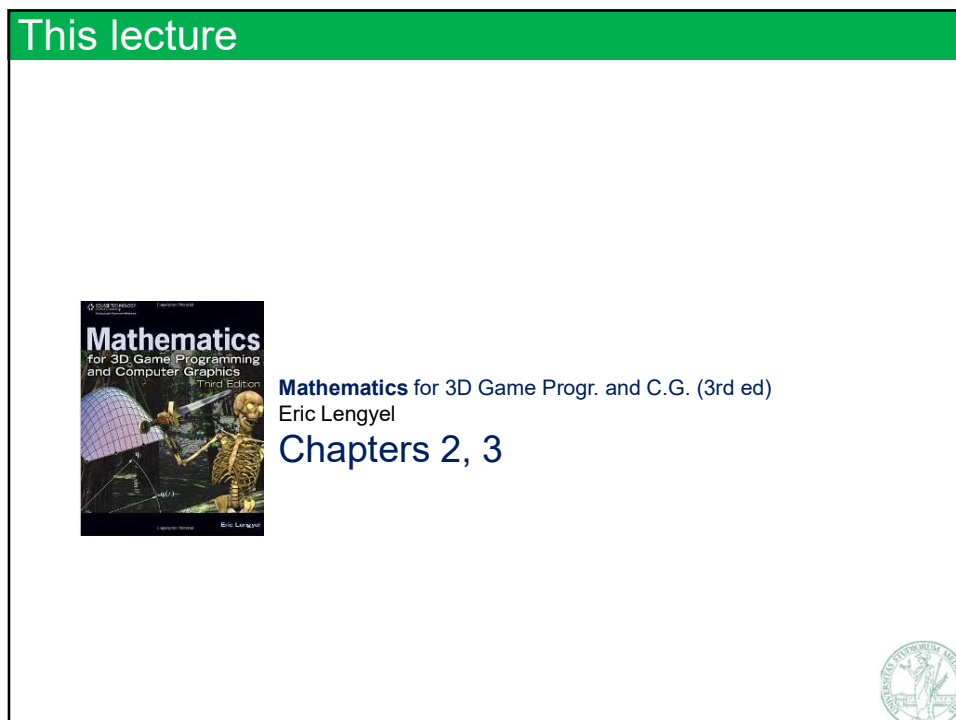 This lecture
Mathematics
for 3D Game Programming
and Computer Graphics
Third Edition
Eric Lengyel
Mathematics for 3D Game Progr. and C.G. (3rd ed)
Eric Lengyel
Chapters 2, 3